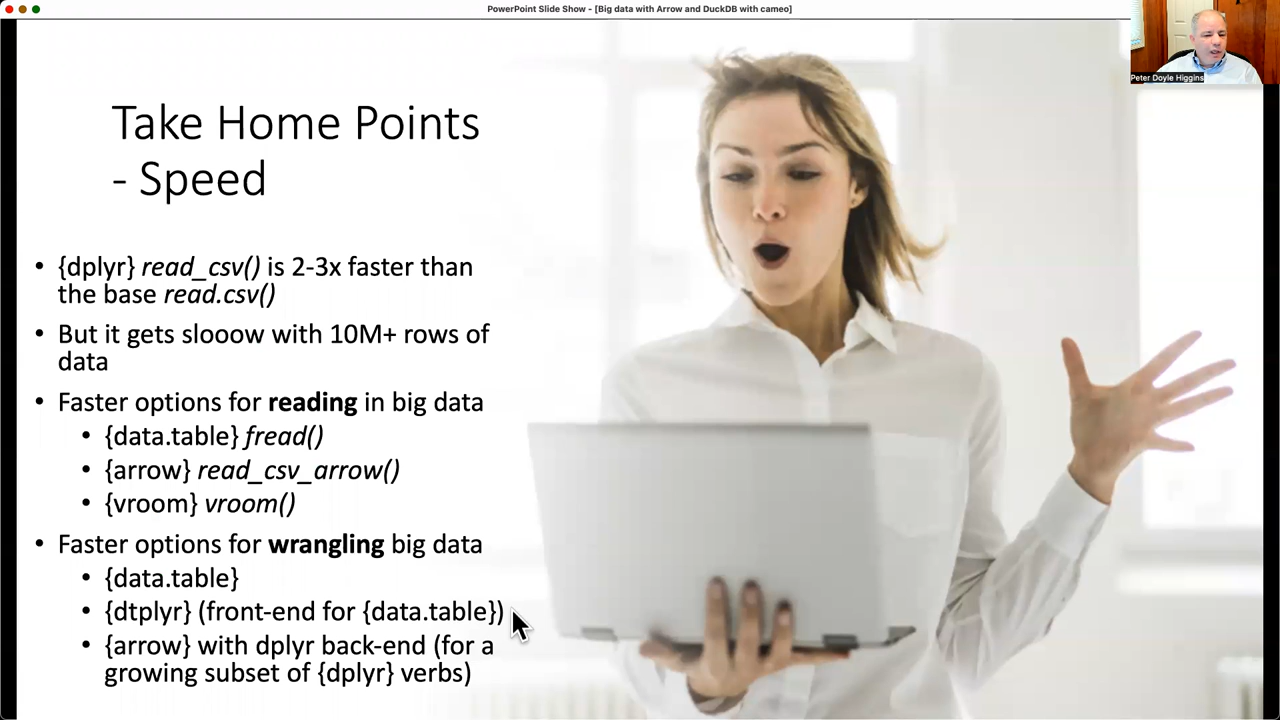 PowerPoint Slide Show - [Big data with Arrow and DuckDB with cameo]
Peter Doyle Higgins
Take Home Points
- Speed
• {dplyr} read_csv() is 2-3x faster than
the base read.csv()
• But it gets slooow with 10M+ rows of
data
• Faster options for reading in big data
• {data.table} fread()
• {arrow} read_csv_arrow()
• {vroom} vroom()
• Faster options for wrangling big data
• {data.table}
• {dtplyr} (front-end for {data.table})
• {arrow} with dplyr back-end (for a
growing subset of {dplyr} verbs)